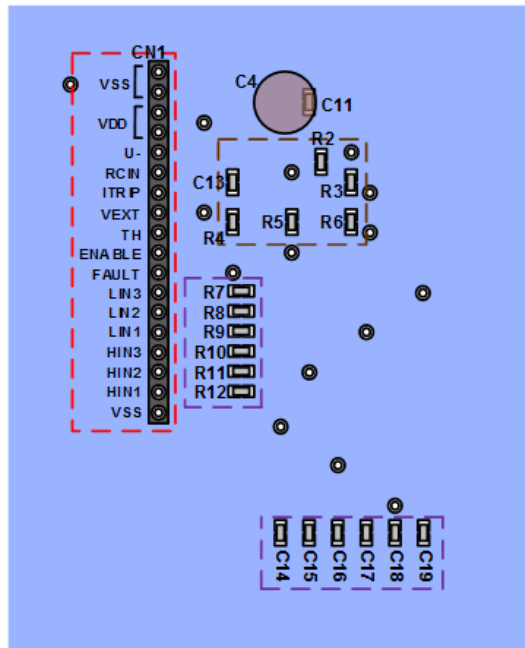 CN1
VSS
VDD
U-
RCIN
ITRIP
VEXT
TH
ENABLE
FAULT
LIN3
LIN2
LIN1
HIN3
HIN2
HIN1
VSS
C4
C11
R2
C13
R3
R4
R5
R6
R7
R8
R9
R10
R11
R12
C14
C15
C16
C17
C18
C19